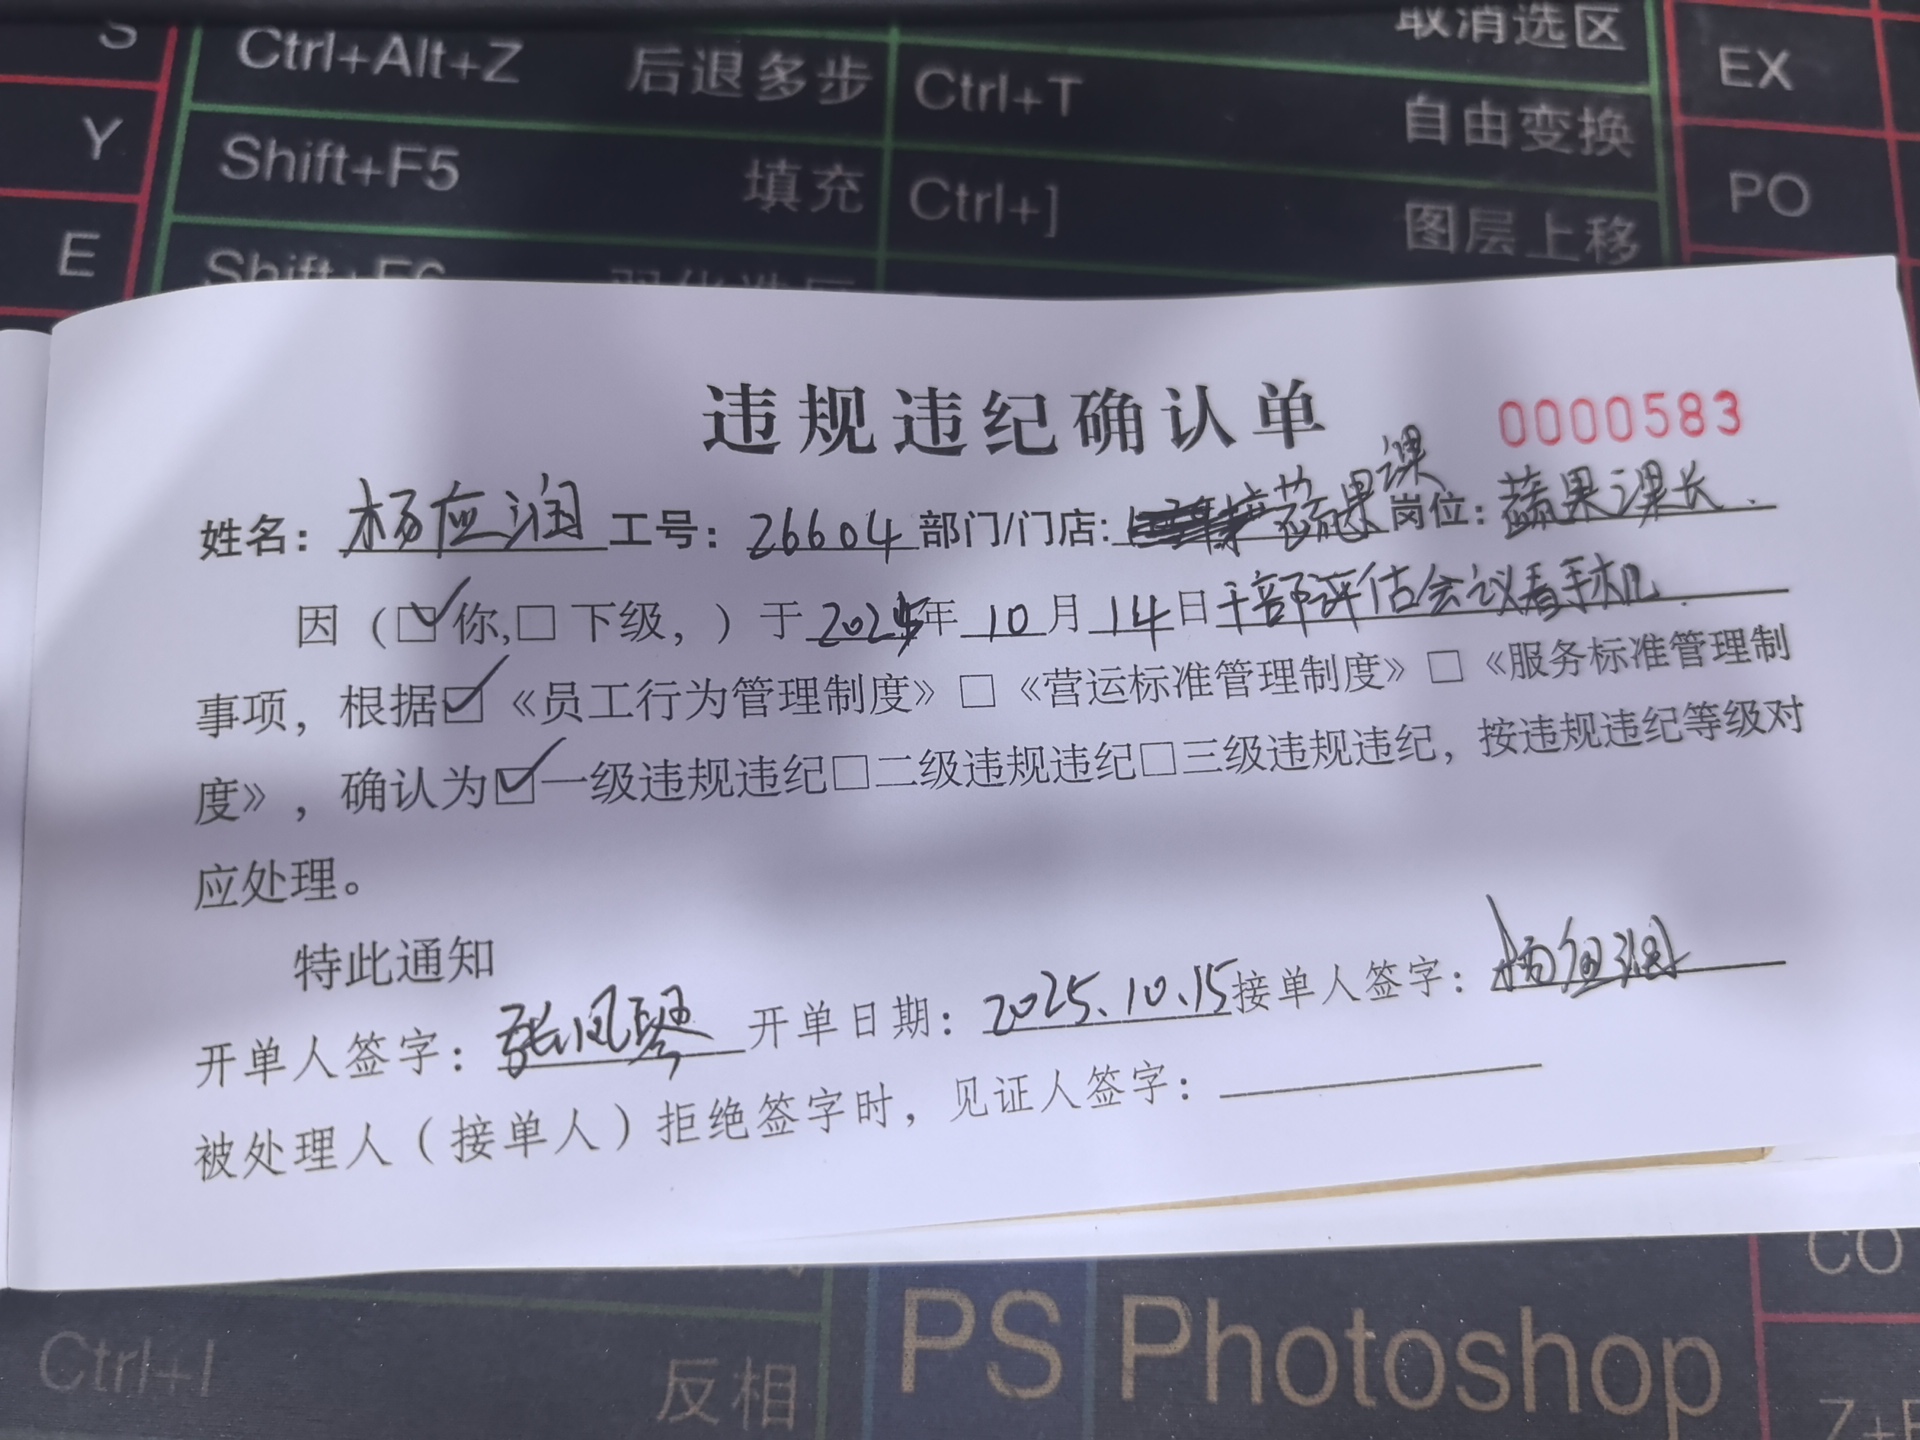 S
Ctrl+Alt+Z 后退多步
取消选区
Ctrl+T 自由变换
EX
Y
Shift+F5 填充
Ctrl+] 图层上移
PO
E
Shift+F6 羽化选区
违规违纪确认单 0000583
姓名：杨应润 工号：26604 部门/门店：蔬果课 岗位：蔬果课长.
因（☑你,□下级，）于2025年10月14日干部评估会议看手机.
事项，根据☑《员工行为管理制度》□《营运标准管理制度》□《服务标准管理制
度》，确认为☑一级违规违纪□二级违规违纪□三级违规违纪，按违规违纪等级对
应处理。
特此通知
开单人签字：张凤琴 开单日期：2025.10.15 接单人签字：杨应润
被处理人（接单人）拒绝签字时，见证人签字：
CO
Ctrl+I 反相
PS Photoshop